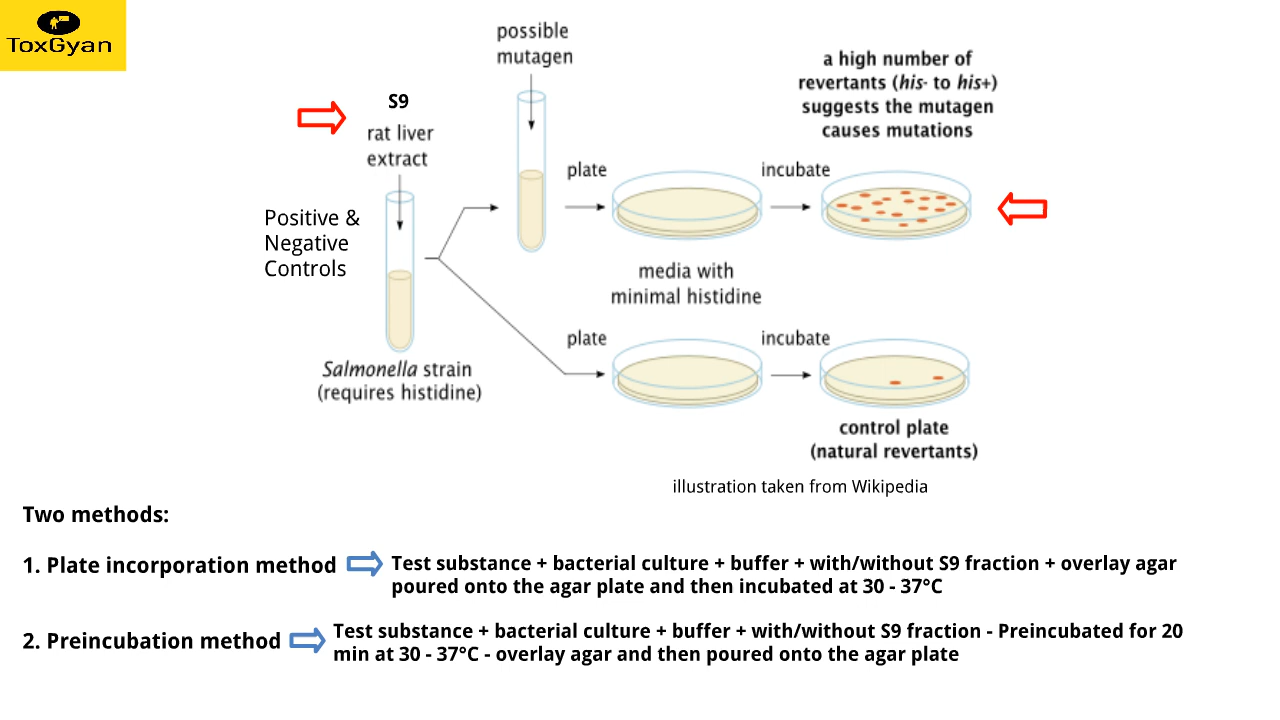 ToxGyan
possible
mutagen
a high number of
revertants (his- to his+)
suggests the mutagen
causes mutations
S9
rat liver
extract
plate
incubate
Positive &
Negative
Controls
media with
minimal histidine
plate
incubate
Salmonella strain
(requires histidine)
control plate
(natural revertants)
illustration taken from Wikipedia
Two methods:
1. Plate incorporation method
Test substance + bacterial culture + buffer + with/without S9 fraction + overlay agar
poured onto the agar plate and then incubated at 30 - 37°C
2. Preincubation method
Test substance + bacterial culture + buffer + with/without S9 fraction - Preincubated for 20
min at 30 - 37°C - overlay agar and then poured onto the agar plate